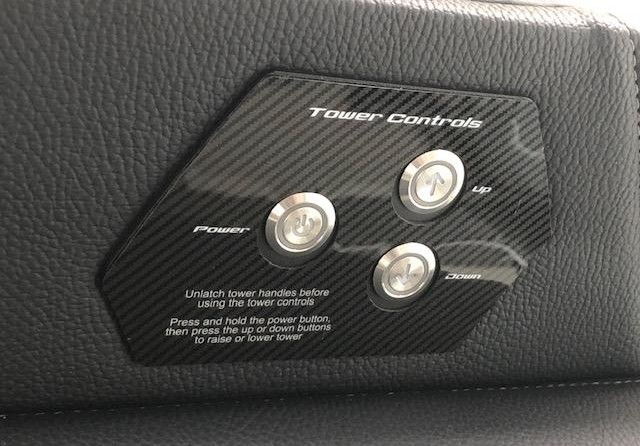 Tower Controls
Up
Power
Down
Unlatch tower handles before
using the tower controls
Press and hold the power button,
then press the up or down buttons
to raise or lower tower